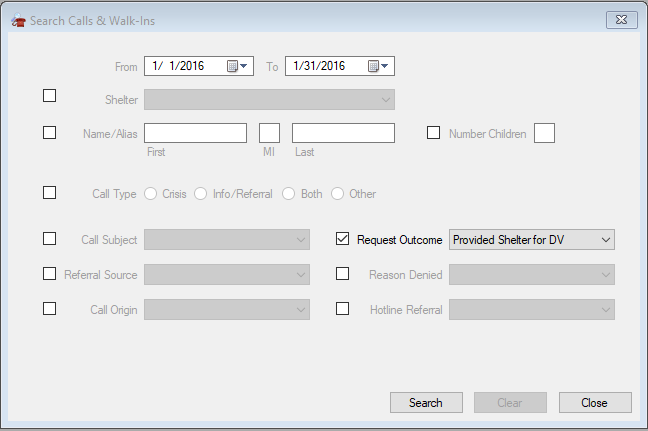 Search Calls & Walk-Ins
From 1/ 1/2016 To 1/31/2016
Shelter
Name/Alias Number Children
First MI Last
Call Type Crisis Info/Referral Both Other
Call Subject Request Outcome Provided Shelter for DV
Referral Source Reason Denied
Call Origin Hotline Referral
Search Clear Close